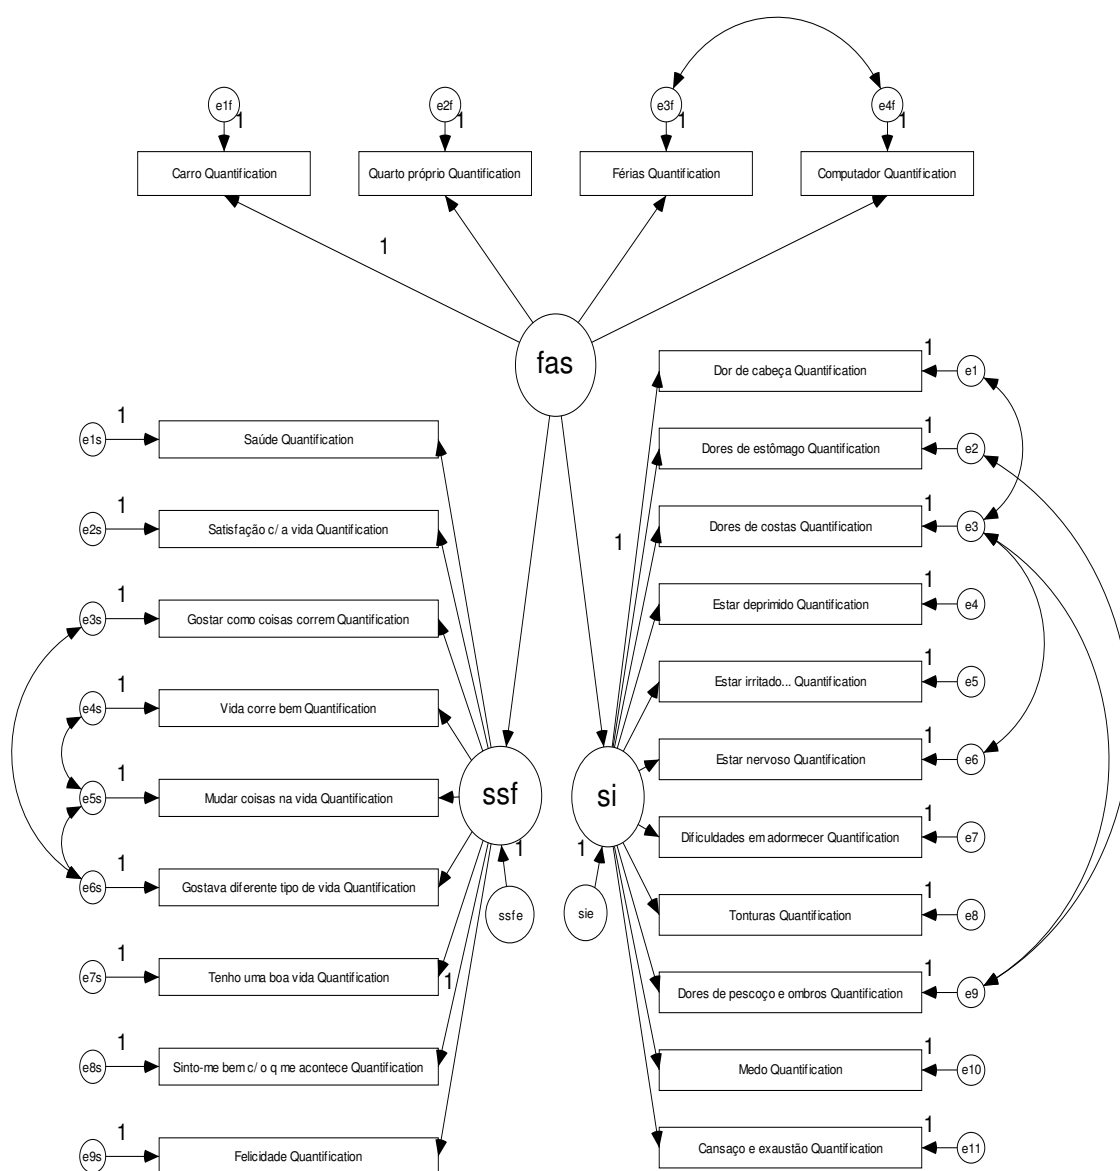 e1f
e2f
e3f
e4f
1
1
1
1
Carro Quantification
Quarto próprio Quantification
Férias Quantification
Computador Quantification
1
fas
1
Dor de cabeça Quantification
e1
1
Saúde Quantification
e1s
1
Dores de estômago Quantification
e2
1
Satisfação c/ a vida Quantification
e2s
1
Dores de costas Quantification
e3
1
1
Gostar como coisas correm Quantification
e3s
1
Estar deprimido Quantification
e4
1
Vida corre bem Quantification
e4s
1
Estar irritado... Quantification
e5
1
Estar nervoso Quantification
e6
ssf
si
1
Mudar coisas na vida Quantification
e5s
1
Dificuldades em adormecer Quantification
e7
1
1
1
Gostava diferente tipo de vida Quantification
e6s
ssfe
sie
1
Tonturas Quantification
e8
1
Tenho uma boa vida Quantification
e7s
1
1
Dores de pescoço e ombros Quantification
e9
1
Sinto-me bem c/ o q me acontece Quantification
e8s
1
Medo Quantification
e10
1
Felicidade Quantification
e9s
1
Cansaço e exaustão Quantification
e11